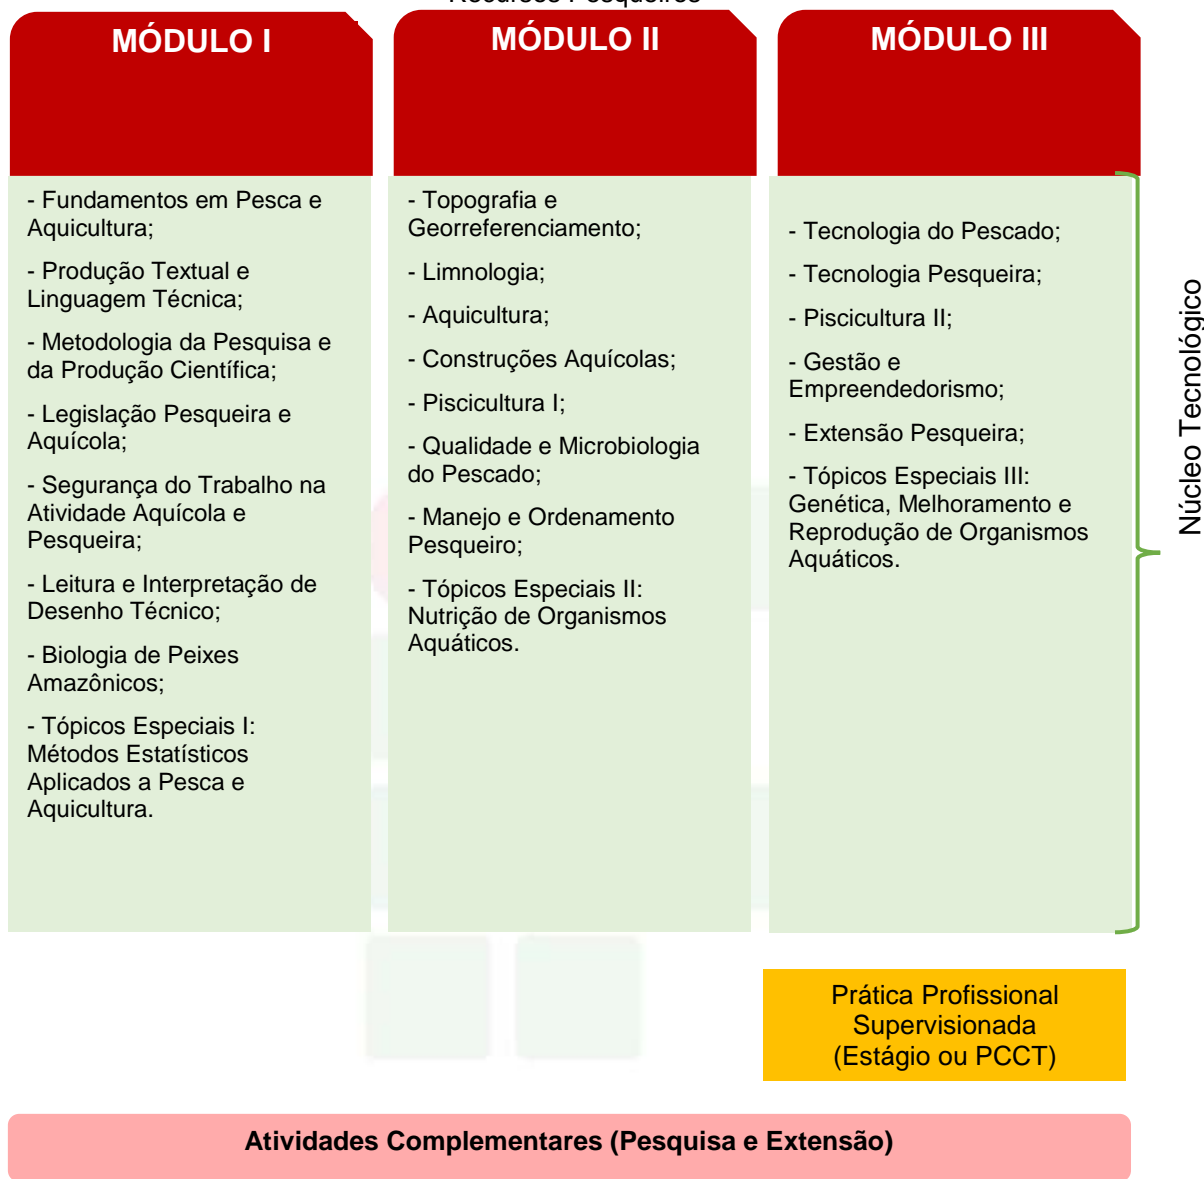 Recursos Pesqueiros
MÓDULO I
- Fundamentos em Pesca e
Aquicultura;
- Produção Textual e
Linguagem Técnica;
- Metodologia da Pesquisa e
da Produção Científica;
- Legislação Pesqueira e
Aquícola;
- Segurança do Trabalho na
Atividade Aquícola e
Pesqueira;
- Leitura e Interpretação de
Desenho Técnico;
- Biologia de Peixes
Amazônicos;
- Tópicos Especiais I:
Métodos Estatísticos
Aplicados a Pesca e
Aquicultura.
MÓDULO II
- Topografia e
Georreferenciamento;
- Limnologia;
- Aquicultura;
- Construções Aquícolas;
- Piscicultura I;
- Qualidade e Microbiologia
do Pescado;
- Manejo e Ordenamento
Pesqueiro;
- Tópicos Especiais II:
Nutrição de Organismos
Aquáticos.
MÓDULO III
- Tecnologia do Pescado;
- Tecnologia Pesqueira;
- Piscicultura II;
- Gestão e
Empreendedorismo;
- Extensão Pesqueira;
- Tópicos Especiais III:
Genética, Melhoramento e
Reprodução de Organismos
Aquáticos.
Núcleo Tecnológico
Prática Profissional
Supervisionada
(Estágio ou PCCT)
Atividades Complementares (Pesquisa e Extensão)